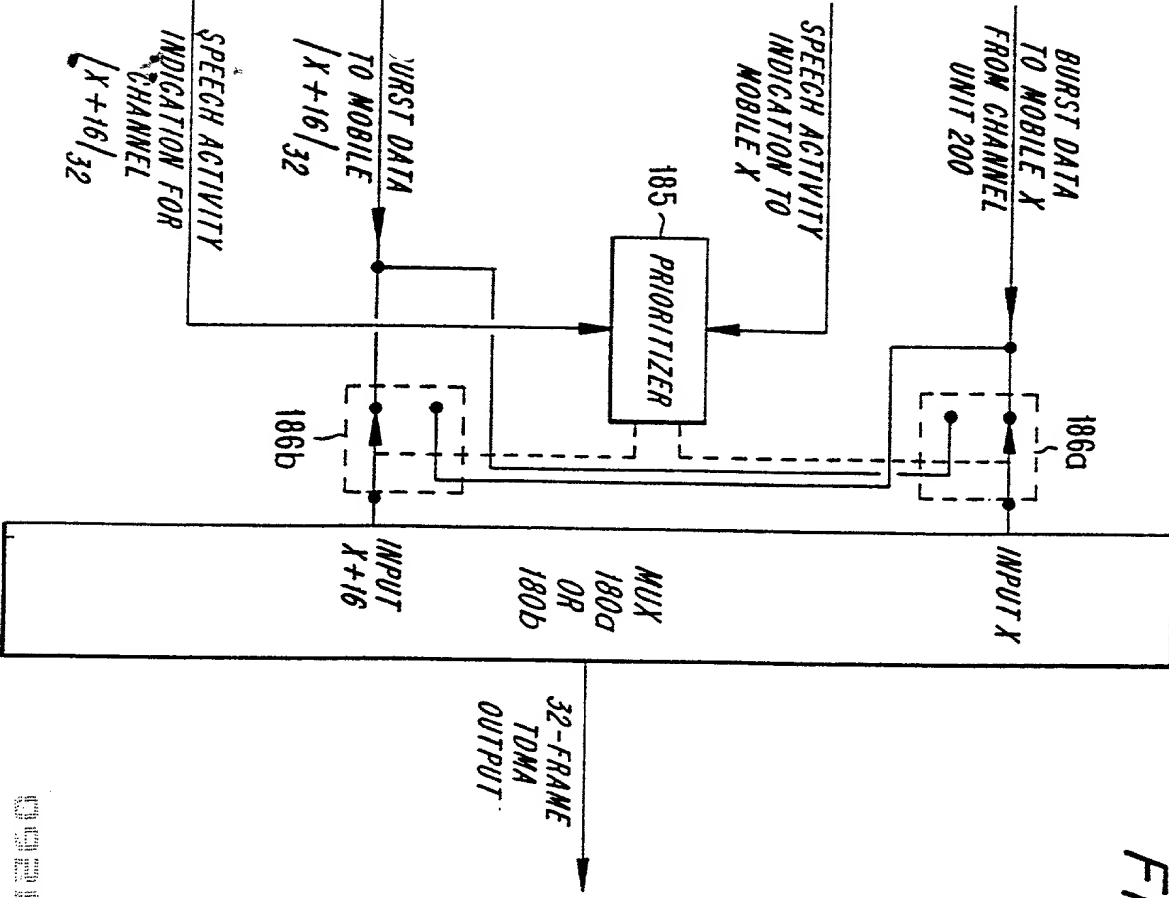 BURST DATA
TO MOBILE X
FROM CHANNEL
UNIT 200
SPEECH ACTIVITY
INDICATION TO
MOBILE X
185
PRIORITIZER
URST DATA
TO MOBILE
(X+16)32
SPEECH ACTIVITY
INDICATION FOR
CHANNEL
(X+16)32
186a
186b
INPUT X
MUX
180a
OR
180b
INPUT
X+16
32-FRAME
TDMA
OUTPUT